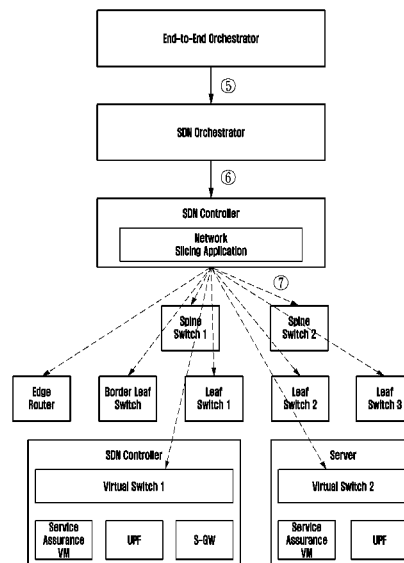 End-to-End Orchestrator
⑤
SDN Orchestrator
⑥
SDN Controller
Network
Slicing Application
⑦
Spine
Switch 1
Spine
Switch 2
Edge
Router
Border Leaf
Switch
Leaf
Switch 1
Leaf
Switch 2
Leaf
Switch 3
SDN Controller
Virtual Switch 1
Service
Assurance
VM
UPF
S-GW
Server
Virtual Switch 2
Service
Assurance
VM
UPF